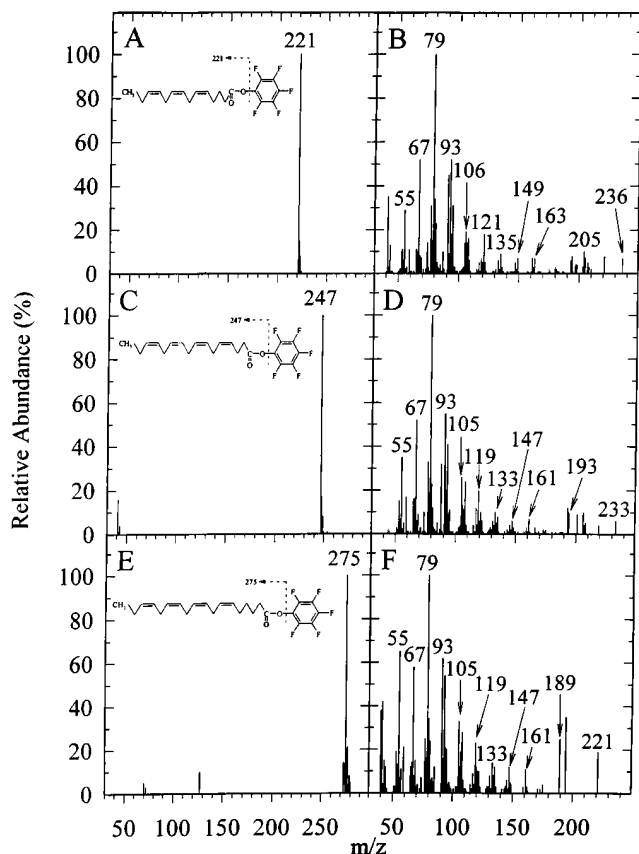 A
221
100
80
60
40
20
0
221
CH₃
C
O
O
F
F
F
F
F
B
79
67
93
106
55
121
135
149
163
205
236
C
247
100
80
60
40
20
0
247
CH₃
C
O
O
F
F
F
F
F
D
79
67
93
105
55
119
133
147
161
193
233
E
275
100
80
60
40
20
0
275
CH₃
C
O
O
F
F
F
F
F
F
79
55
67
93
105
119
133
147
161
189
221
50 100 150 200 250
50 100 150 200
Relative Abundance (%)
m/z